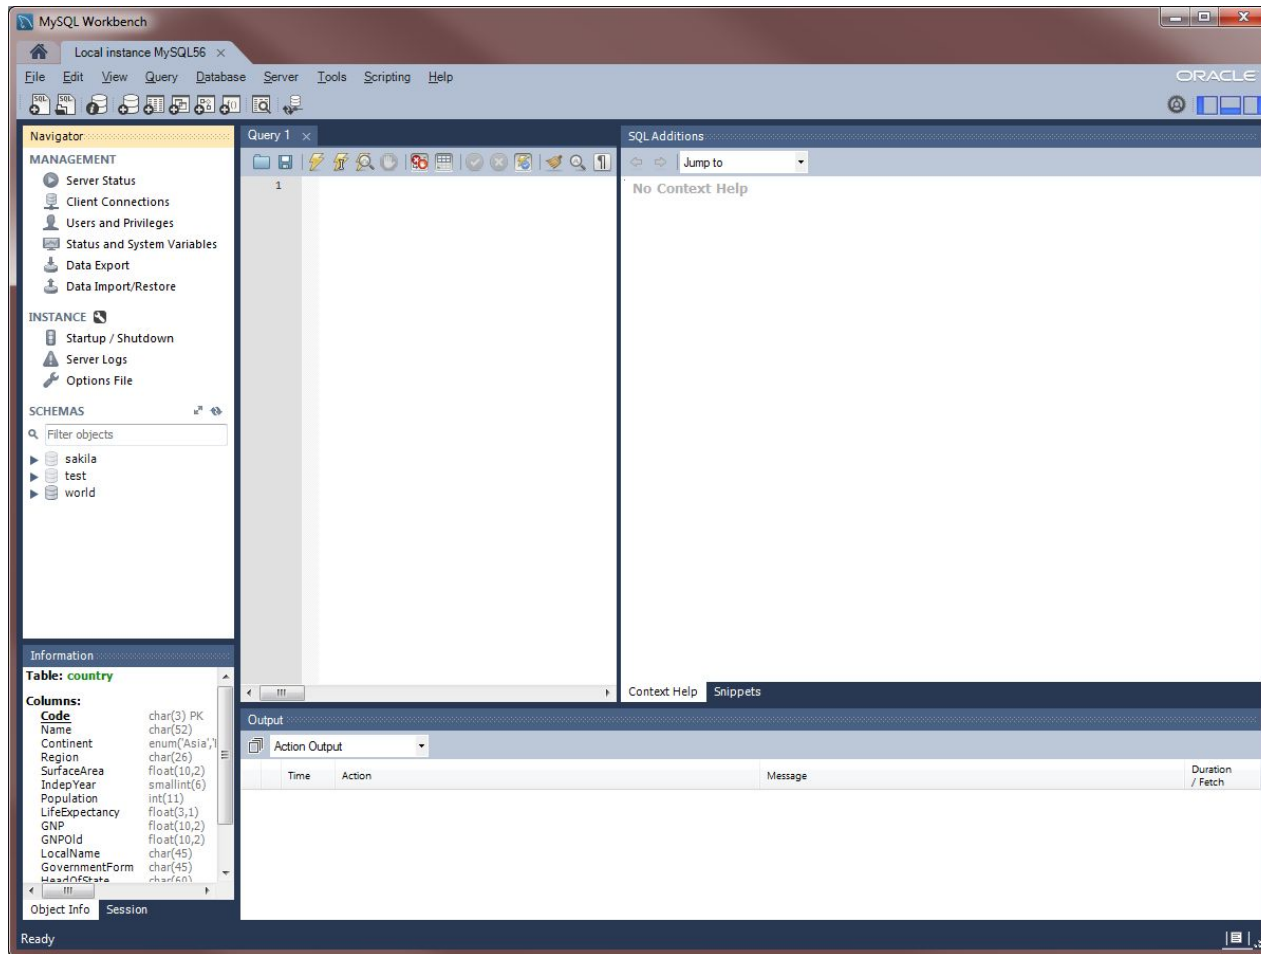 MySQL Workbench
Local instance MySQL56
File Edit View Query Database Server Tools Scripting Help
ORACLE
Navigator
MANAGEMENT
Server Status
Client Connections
Users and Privileges
Status and System Variables
Data Export
Data Import/Restore
INSTANCE
Startup / Shutdown
Server Logs
Options File
SCHEMAS
Filter objects
sakila
test
world
Information
Table: country
Columns:
Code char(3) PK
Name char(52)
Continent enum('Asia','
Region char(26)
SurfaceArea float(10,2)
IndepYear smallint(6)
Population int(11)
LifeExpectancy float(3,1)
GNP float(10,2)
GNPOld float(10,2)
LocalName char(45)
GovernmentForm char(45)
HeadOfState char(60)
Object Info Session
Query 1
1
SQL Additions
Jump to
No Context Help
Context Help Snippets
Output
Action Output
Time Action Message Duration / Fetch
Ready